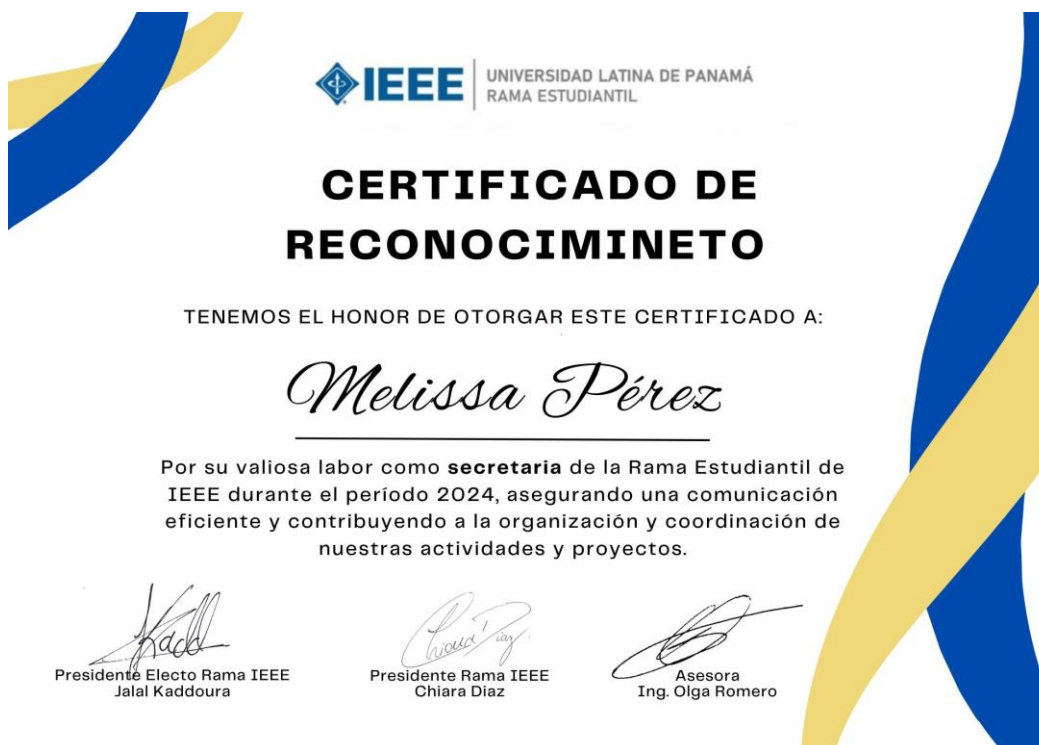 IEEE
UNIVERSIDAD LATINA DE PANAMÁ
RAMA ESTUDIANTIL
CERTIFICADO DE
RECONOCIMINETO
TENEMOS EL HONOR DE OTORGAR ESTE CERTIFICADO A:
Melissa Pérez
Por su valiosa labor como secretaria de la Rama Estudiantil de
IEEE durante el período 2024, asegurando una comunicación
eficiente y contribuyendo a la organización y coordinación de
nuestras actividades y proyectos.
Chiara Diaz
Presidente Electo Rama IEEE
Jalal Kaddoura
Presidente Rama IEEE
Chiara Diaz
Asesora
Ing. Olga Romero